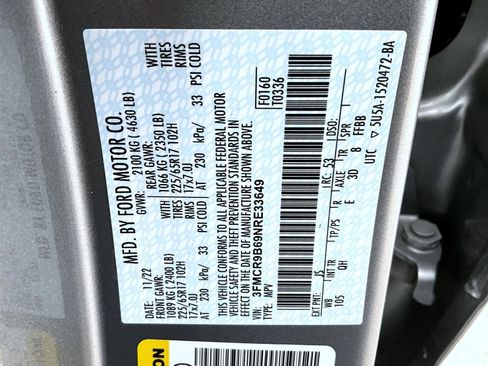 MFD. BY FORD MOTOR CO.
11/22
GVWR: 2100 KG ( 4630 LB)
FRONT GAWR:
1089 KG ( 2400 LB)
225/65R17 102H
17x7.0J
AT 230 kPa/ 33 PSI COLD
WITH
TIRES
RIMS
REAR GAWR:
1066 KG ( 2350 LB)
225/65R17 102H
17x7.0J
AT 230 kPa/ 33 PSI COLD
WITH
TIRES
RIMS
THIS VEHICLE CONFORMS TO ALL APPLICABLE FEDERAL MOTOR
VEHICLE SAFETY, BUMPER, AND THEFT PREVENTION STANDARDS IN
EFFECT ON THE DATE OF MANUFACTURE SHOWN ABOVE.
VIN: 3FMCR9B69NRE33649
TYPE: MPV
F0160
T0336
EXT PNT: JS RC: 53 DSO:
WB INT TR TP/PS R AXLE TR SPR
105 QH E 3D 8 FFBB
UTC 5U5A-1520472-BA